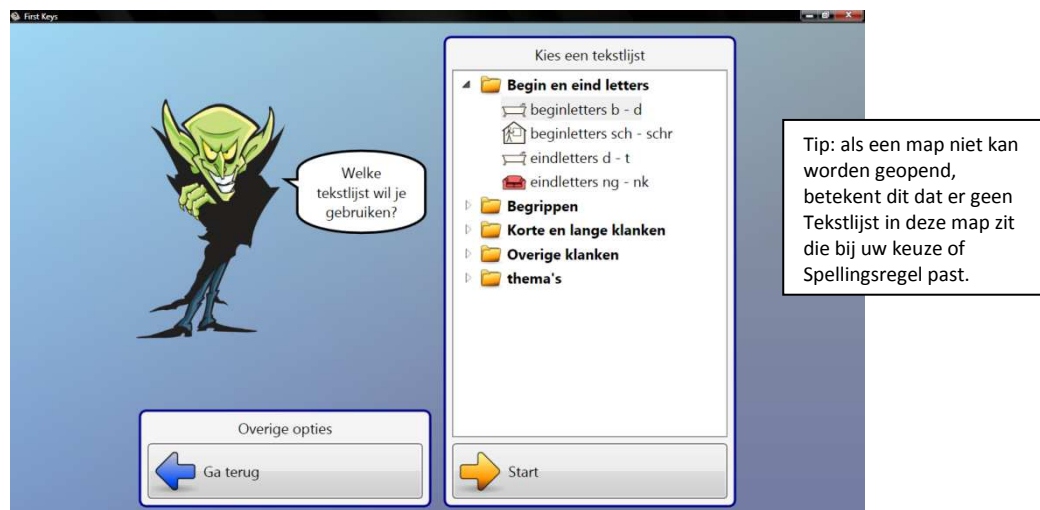 First Keys
Kies een tekstlijst
Begin en eind letters
beginletters b - d
beginletters sch - schr
eindletters d - t
eindletters ng - nk
Begrippen
Korte en lange klanken
Overige klanken
thema's
Welke
tekstlijst wil je
gebruiken?
Overige opties
Ga terug
Start
Tip: als een map niet kan
worden geopend,
betekent dit dat er geen
Tekstlijst in deze map zit
die bij uw keuze of
Spellingsregel past.